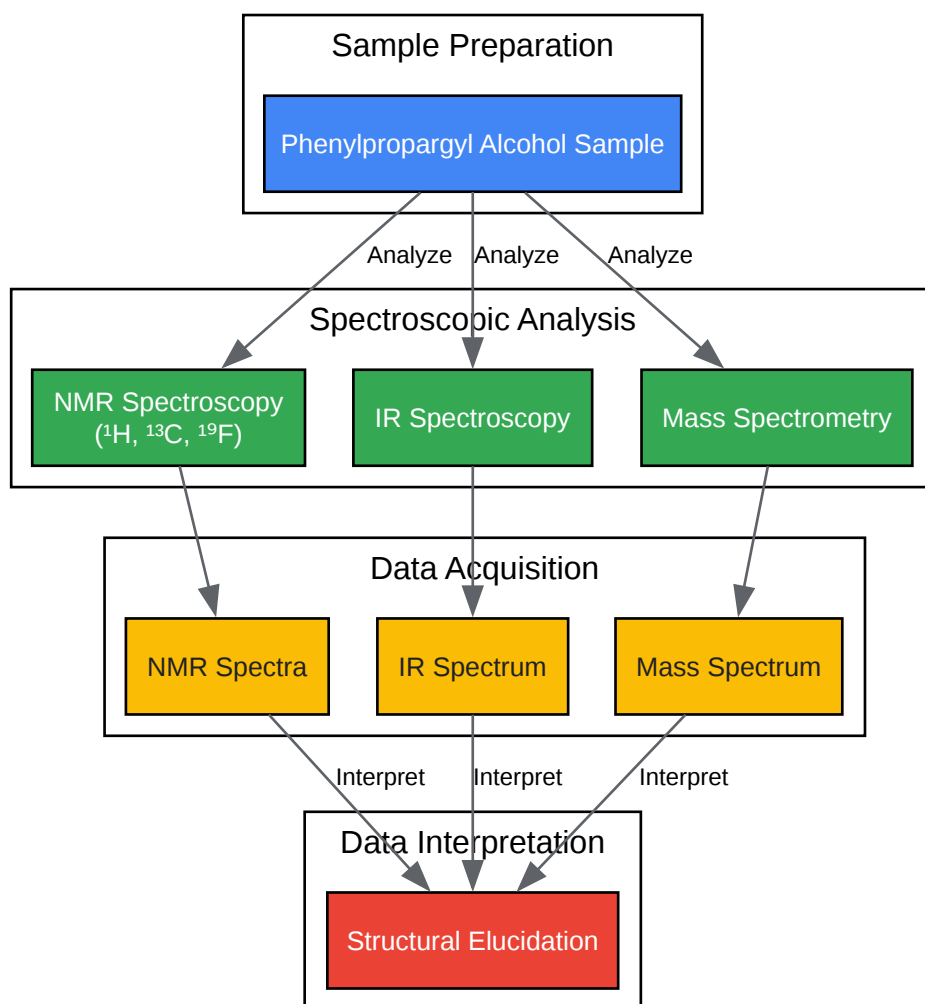 Sample Preparation
Phenylpropargyl Alcohol Sample
Analyze
Analyze
Analyze
Spectroscopic Analysis
NMR Spectroscopy
(¹H, ¹³C, ¹⁹F)
IR Spectroscopy
Mass Spectrometry
Data Acquisition
NMR Spectra
IR Spectrum
Mass Spectrum
Interpret
Interpret
Interpret
Data Interpretation
Structural Elucidation